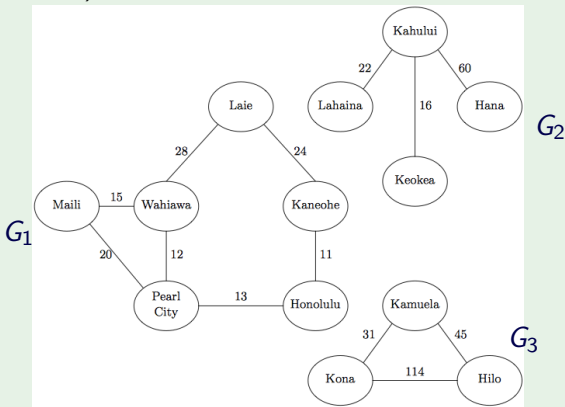 Kahului
22
60
Laie
Lahaina
16
Hana
G2
28
24
Keokea
15
Maili
Wahiawa
Kaneohe
G1
20
12
11
Pearl
City
13
Honolulu
Kamuela
31
45
G3
114
Kona
Hilo